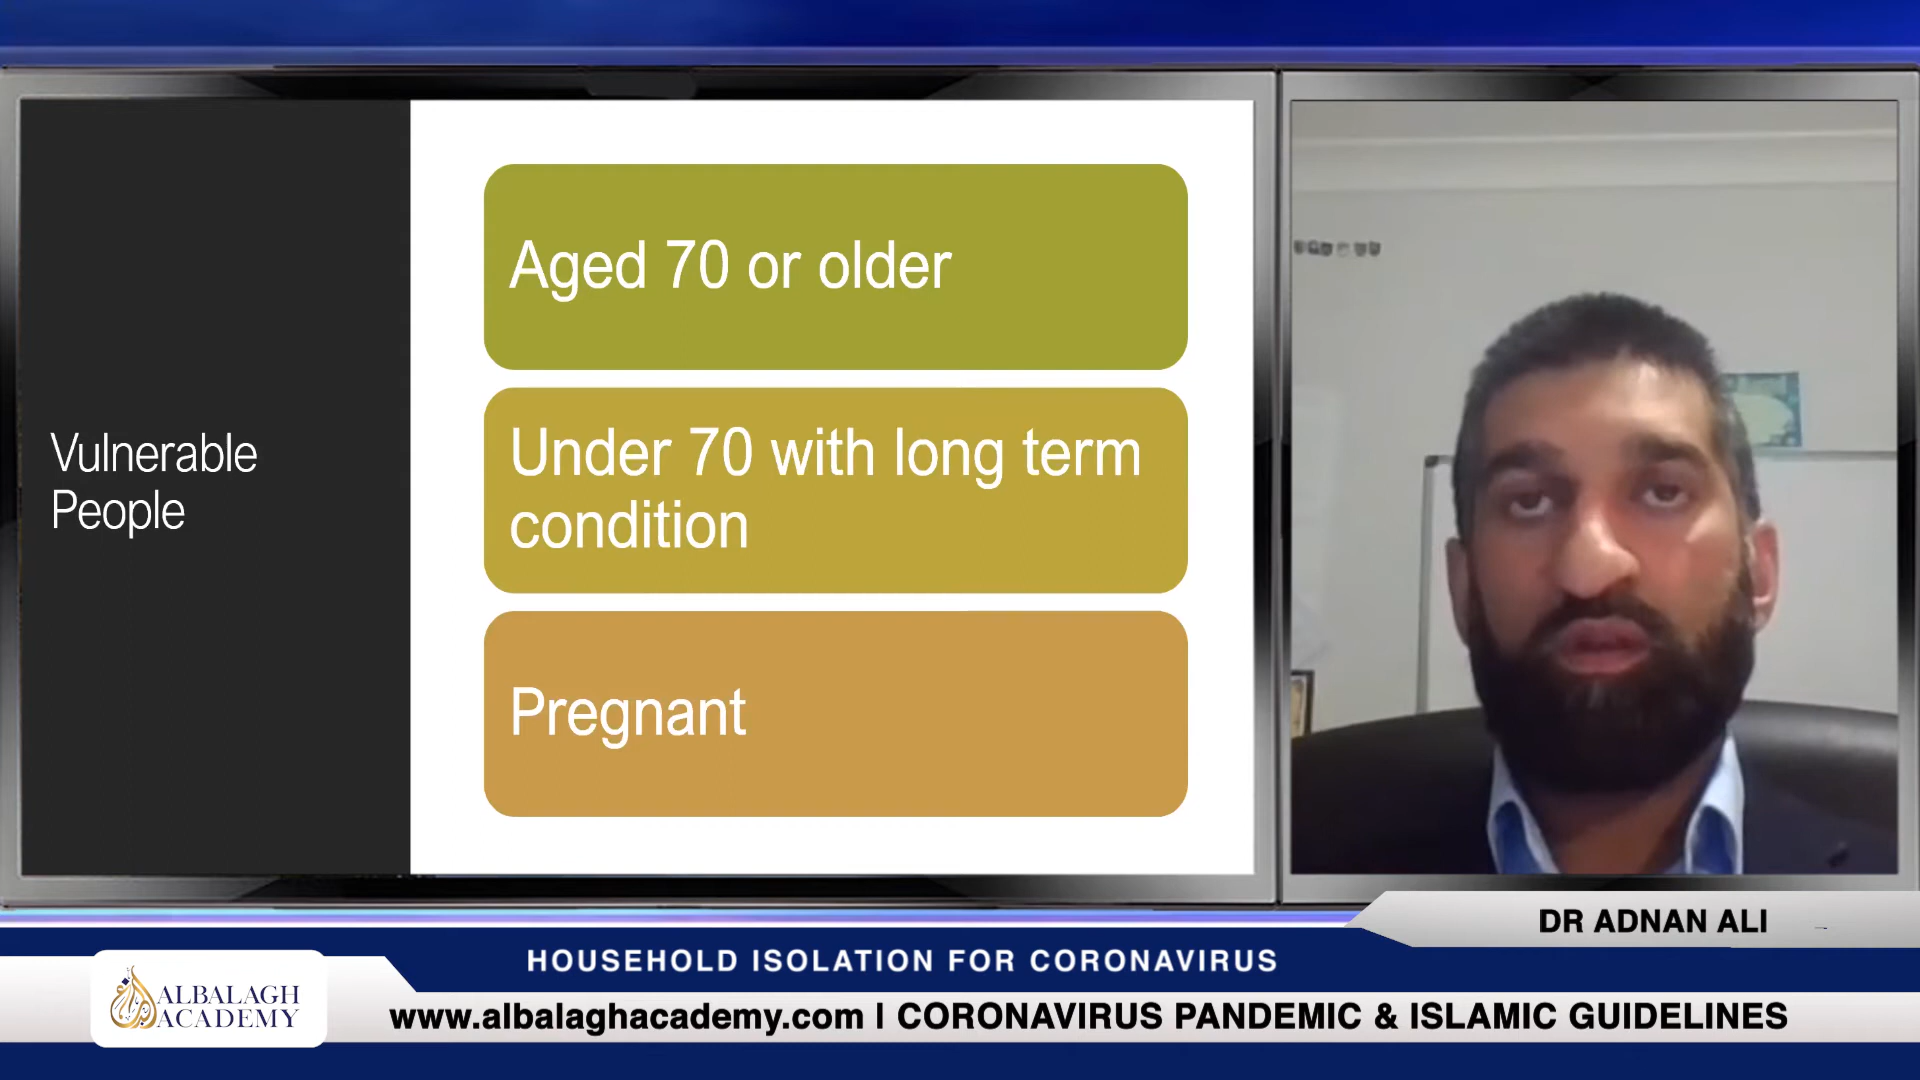 Vulnerable
People
Aged 70 or older
Under 70 with long term
condition
Pregnant
DR ADNAN ALI
HOUSEHOLD ISOLATION FOR CORONAVIRUS
ALBALAGH
ACADEMY
www.albalaghacademy.com | CORONAVIRUS PANDEMIC & ISLAMIC GUIDELINES